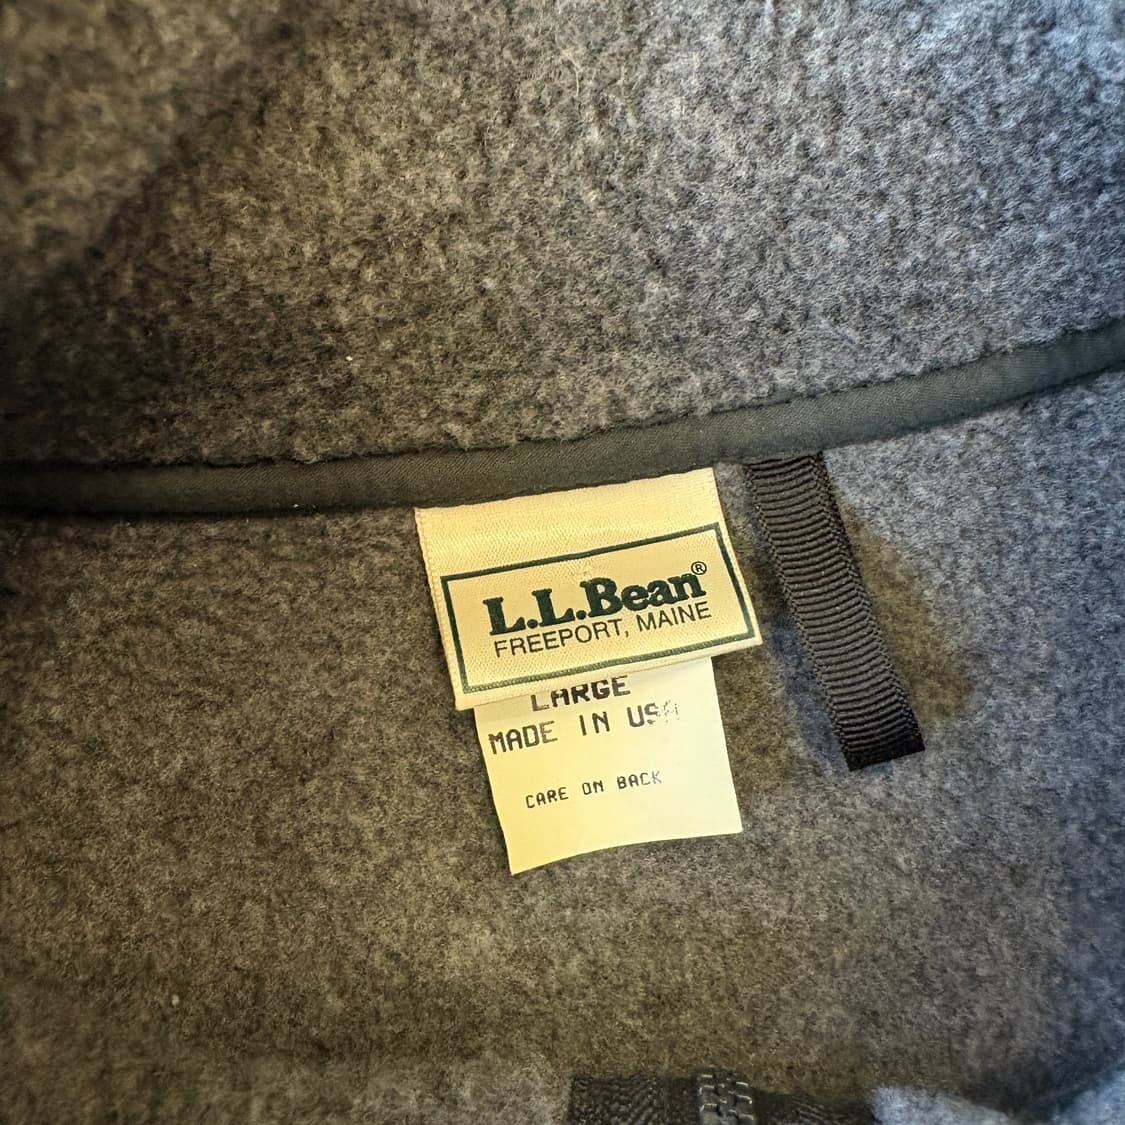 L.L.Bean®
FREEPORT, MAINE
LARGE
MADE IN USA
CARE ON BACK